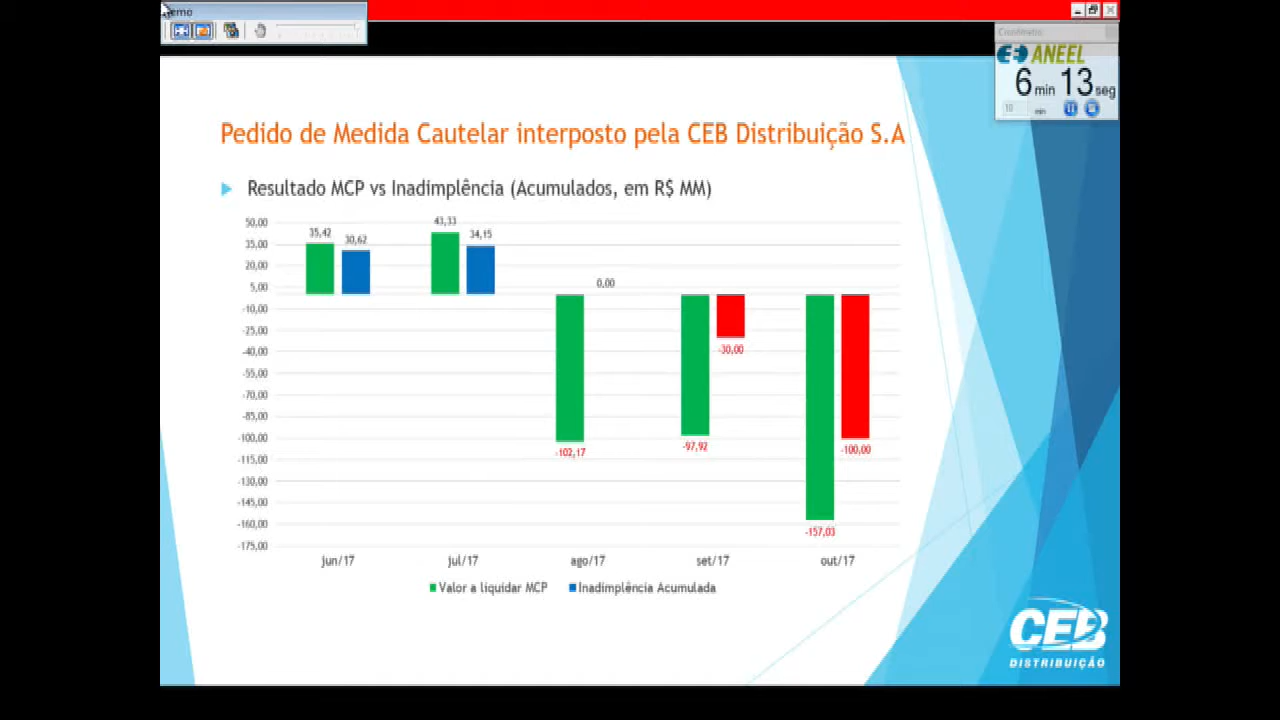 Cronômetro
ANEEL
6 min 13 seg
10 min
Pedido de Medida Cautelar interposto pela CEB Distribuição S.A
Resultado MCP vs Inadimplência (Acumulados, em R$ MM)
50,00
35,00
20,00
5,00
-10,00
-25,00
-40,00
-55,00
-70,00
-85,00
-100,00
-115,00
-130,00
-145,00
-160,00
-175,00
35,42
30,62
43,33
34,15
-102,17
0,00
-97,92
-30,00
-157,03
-100,00
jun/17
jul/17
ago/17
set/17
out/17
Valor a liquidar MCP
Inadimplência Acumulada
CEB
DISTRIBUIÇÃO